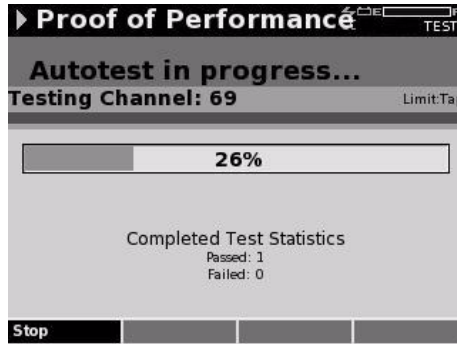 Proof of Performance
E F
TEST
Autotest in progress...
Testing Channel: 69
Limit:Ta
26%
Completed Test Statistics
Passed: 1
Failed: 0
Stop